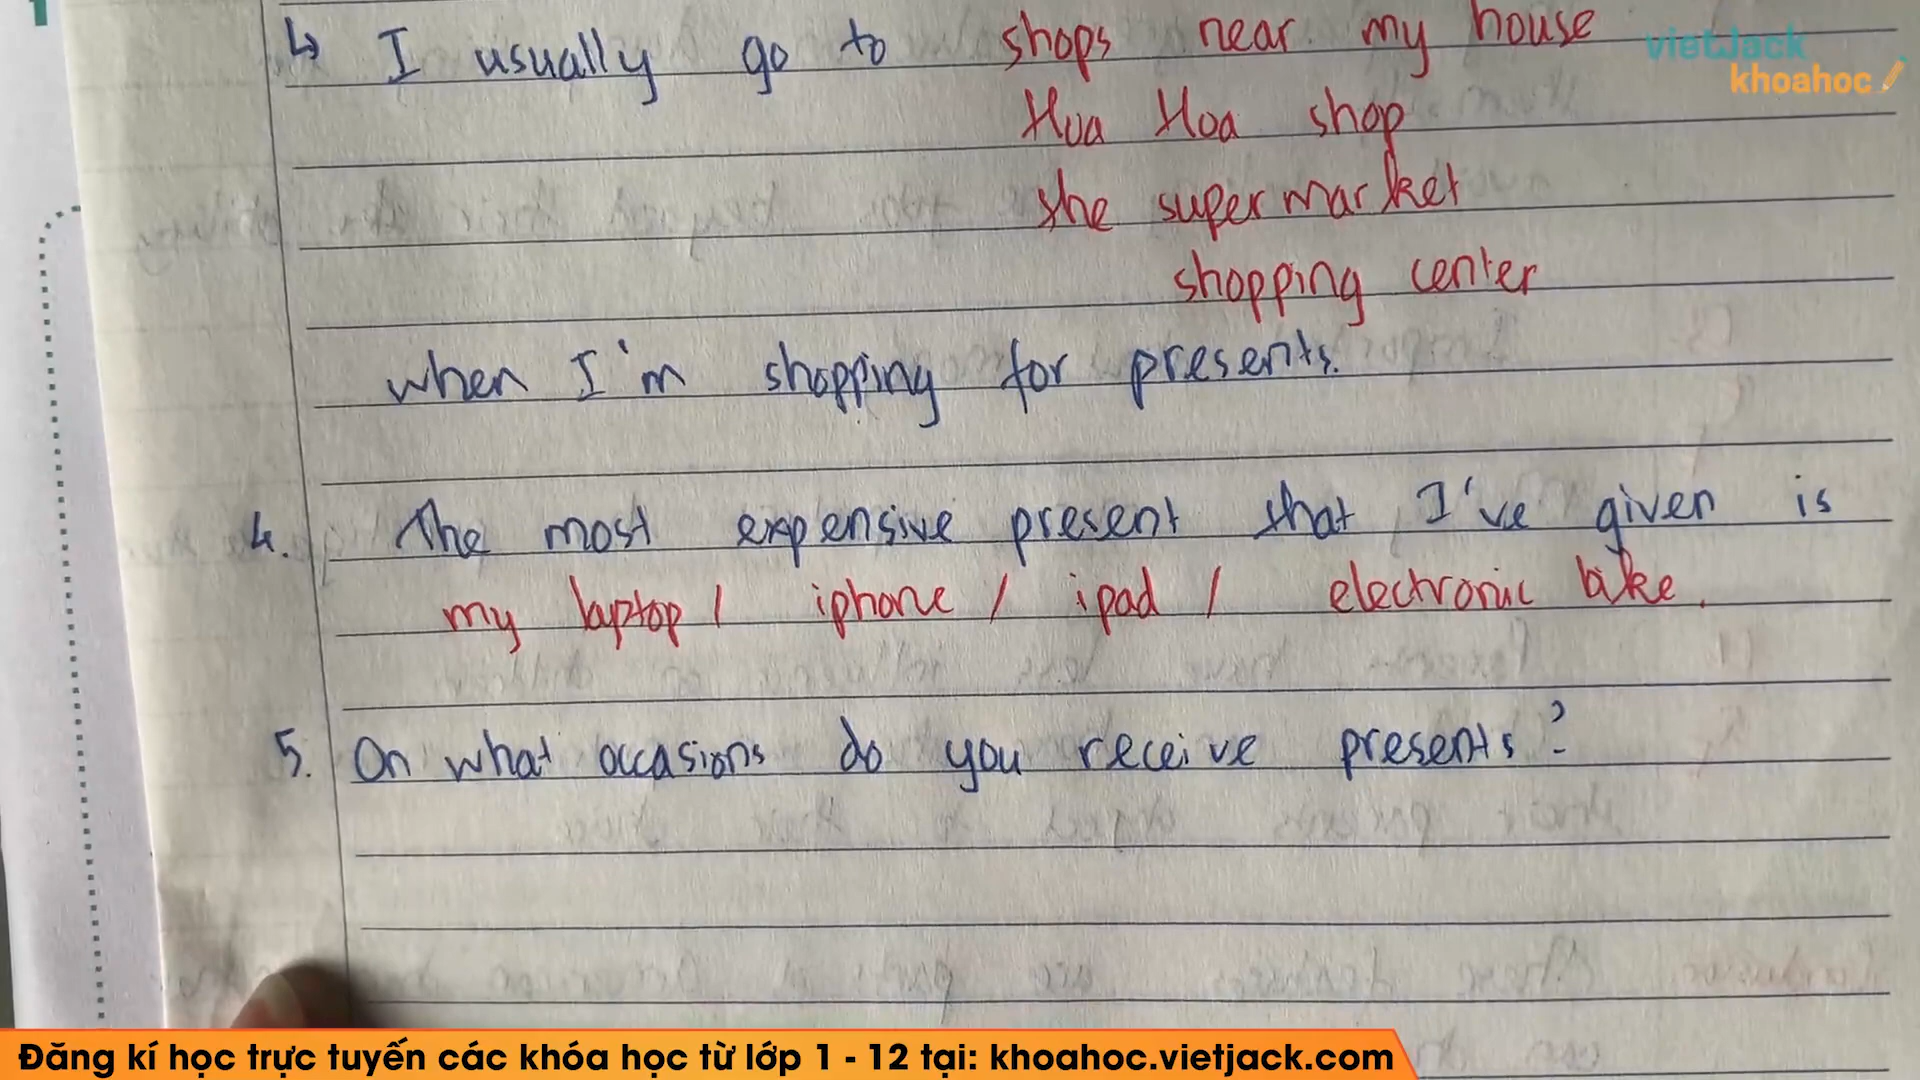 ↳ I usually go to shops near my house
Hoa Hoa shop
the supermarket
shopping center
when I'm shopping for presents.
4. The most expensive present that I've given is
my laptop / iphone / ipad / electronic bike.
5. On what occasions do you receive presents?
vietJack
khoahoc
Đăng kí học trực tuyến các khóa học từ lớp 1 - 12 tại: khoahoc.vietjack.com